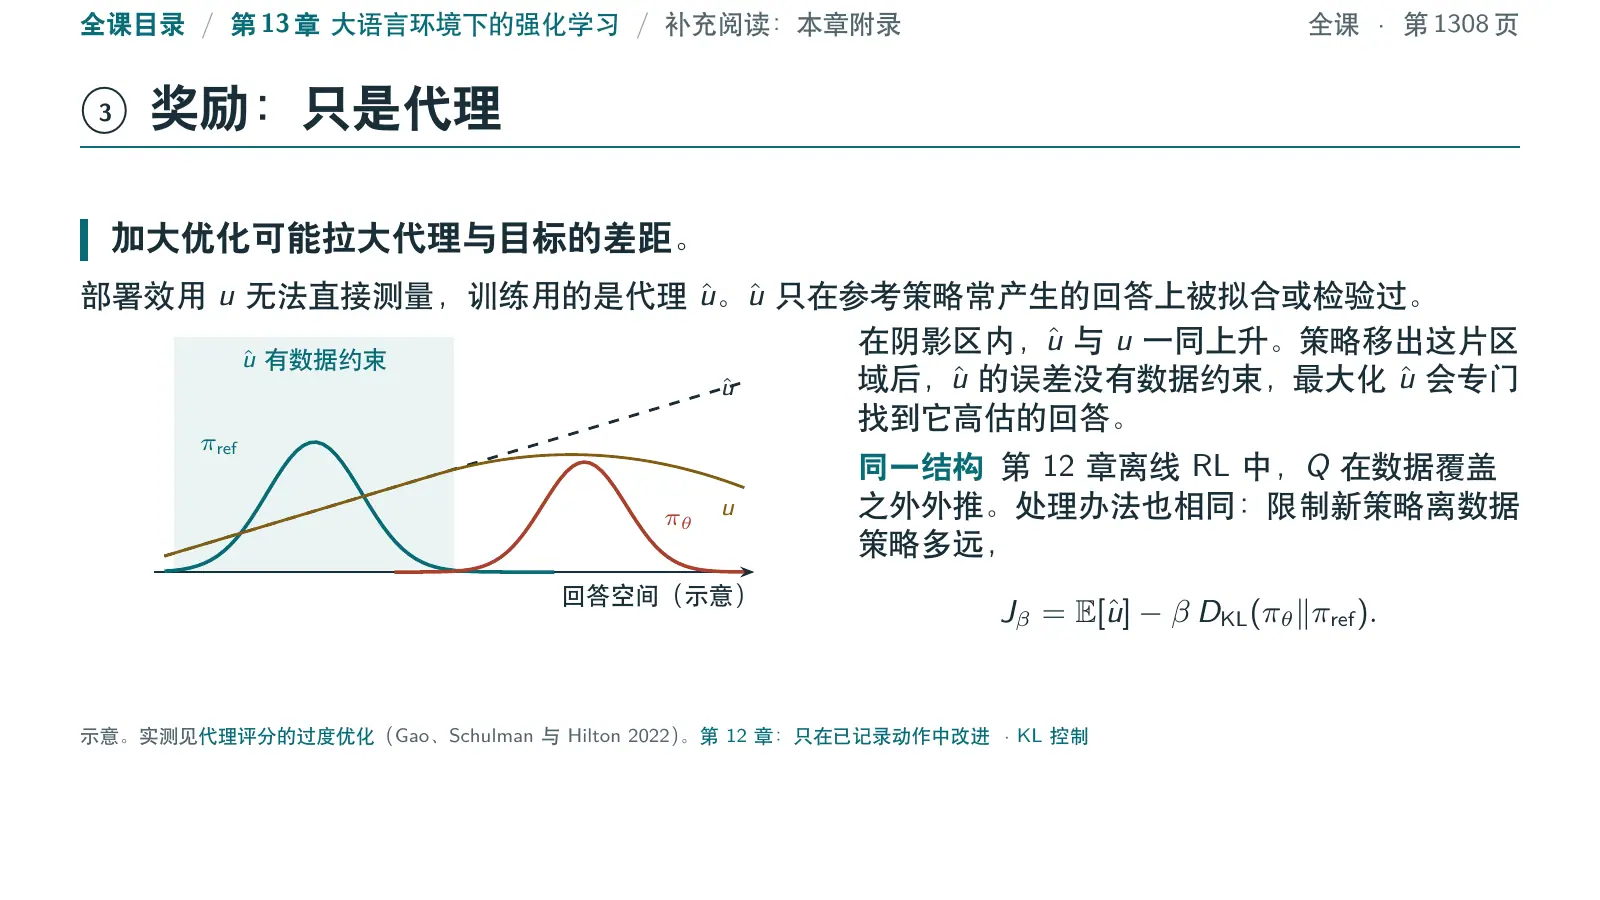 全课目录 / 第 13 章 大语言环境下的强化学习 / 补充阅读：本章附录
全课 · 第 1308 页
③ 奖励：只是代理
加大优化可能拉大代理与目标的差距。
部署效用 u 无法直接测量，训练用的是代理 û。û 只在参考策略常产生的回答上被拟合或检验过。
û 有数据约束
û
π_ref
π_θ
u
回答空间（示意）
在阴影区内，û 与 u 一同上升。策略移出这片区
域后，û 的误差没有数据约束，最大化 û 会专门
找到它高估的回答。
同一结构 第 12 章离线 RL 中，Q 在数据覆盖
之外外推。处理办法也相同：限制新策略离数据
策略多远，
J_β = 𝔼[û] − β D_KL(π_θ‖π_ref).
示意。实测见代理评分的过度优化（Gao、Schulman 与 Hilton 2022）。第 12 章：只在已记录动作中改进 · KL 控制